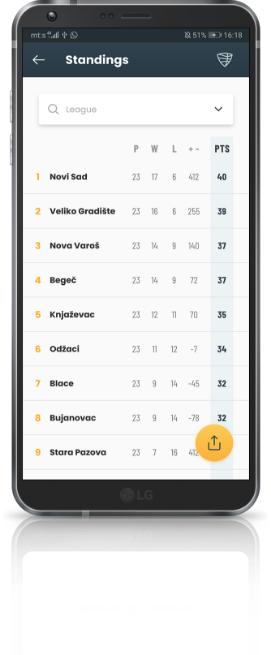 mt:s 51% 16:18
Standings
League
P W L + - PTS
1 Novi Sad 23 17 6 412 40
2 Veliko Gradište 23 16 6 255 39
3 Nova Varoš 23 14 9 140 37
4 Begeč 23 14 9 72 37
5 Knjaževac 23 12 11 70 35
6 Odžaci 23 11 12 -7 34
7 Blace 23 9 14 -45 32
8 Bujanovac 23 9 14 -78 32
9 Stara Pazova 23 7 16
LG